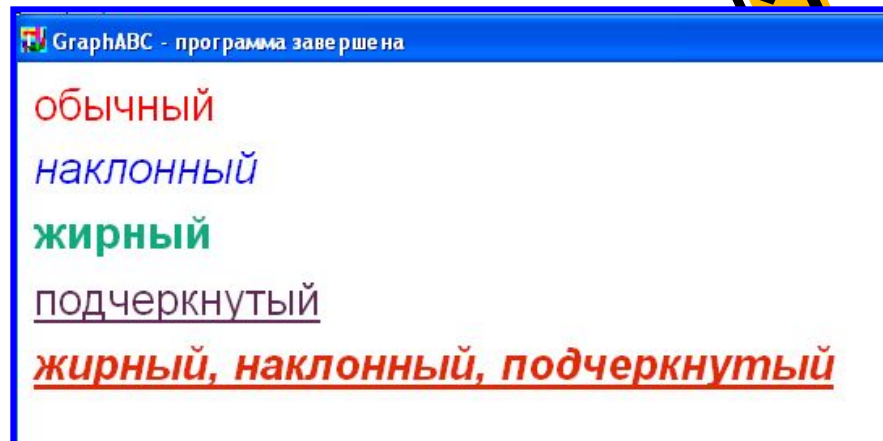 GraphABC - программа завершена
обычный
наклонный
жирный
подчеркнутый
жирный, наклонный, подчеркнутый